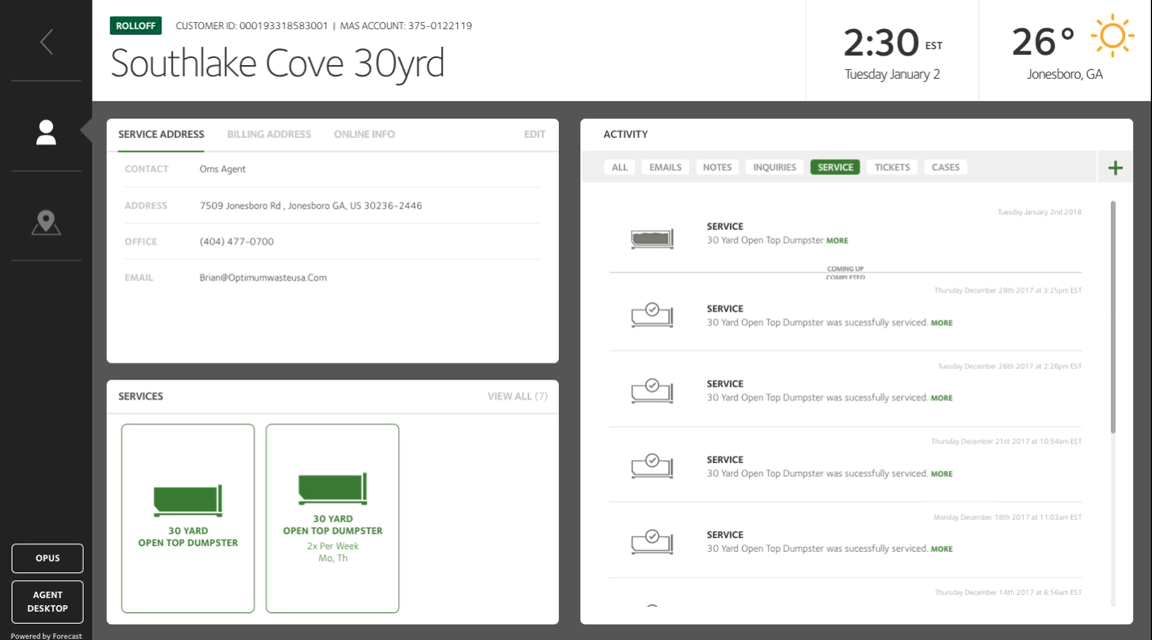 ROLLOFF CUSTOMER ID: 000193318583001 | MAS ACCOUNT: 375-0122119
Southlake Cove 30yrd
2:30 EST
Tuesday January 2
26°
Jonesboro, GA
SERVICE ADDRESS BILLING ADDRESS ONLINE INFO EDIT
CONTACT Oms Agent
ADDRESS 7509 Jonesboro Rd , Jonesboro GA, US 30236-2446
OFFICE (404) 477-0700
EMAIL Brian@Optimumwasteusa.Com
SERVICES VIEW ALL (7)
30 YARD
OPEN TOP DUMPSTER
30 YARD
OPEN TOP DUMPSTER
2x Per Week
Mo, Th
ACTIVITY
ALL EMAILS NOTES INQUIRIES SERVICE TICKETS CASES +
Tuesday January 2nd 2018
SERVICE
30 Yard Open Top Dumpster MORE
COMING UP
COMPLETED
Thursday December 28th 2017 at 3:25pm EST
SERVICE
30 Yard Open Top Dumpster was sucessfully serviced. MORE
Tuesday December 26th 2017 at 2:26pm EST
SERVICE
30 Yard Open Top Dumpster was sucessfully serviced. MORE
Thursday December 21st 2017 at 10:54am EST
SERVICE
30 Yard Open Top Dumpster was sucessfully serviced. MORE
Monday December 18th 2017 at 11:03am EST
SERVICE
30 Yard Open Top Dumpster was sucessfully serviced. MORE
Thursday December 14th 2017 at 6:56am EST
OPUS
AGENT
DESKTOP
Powered by Forecast